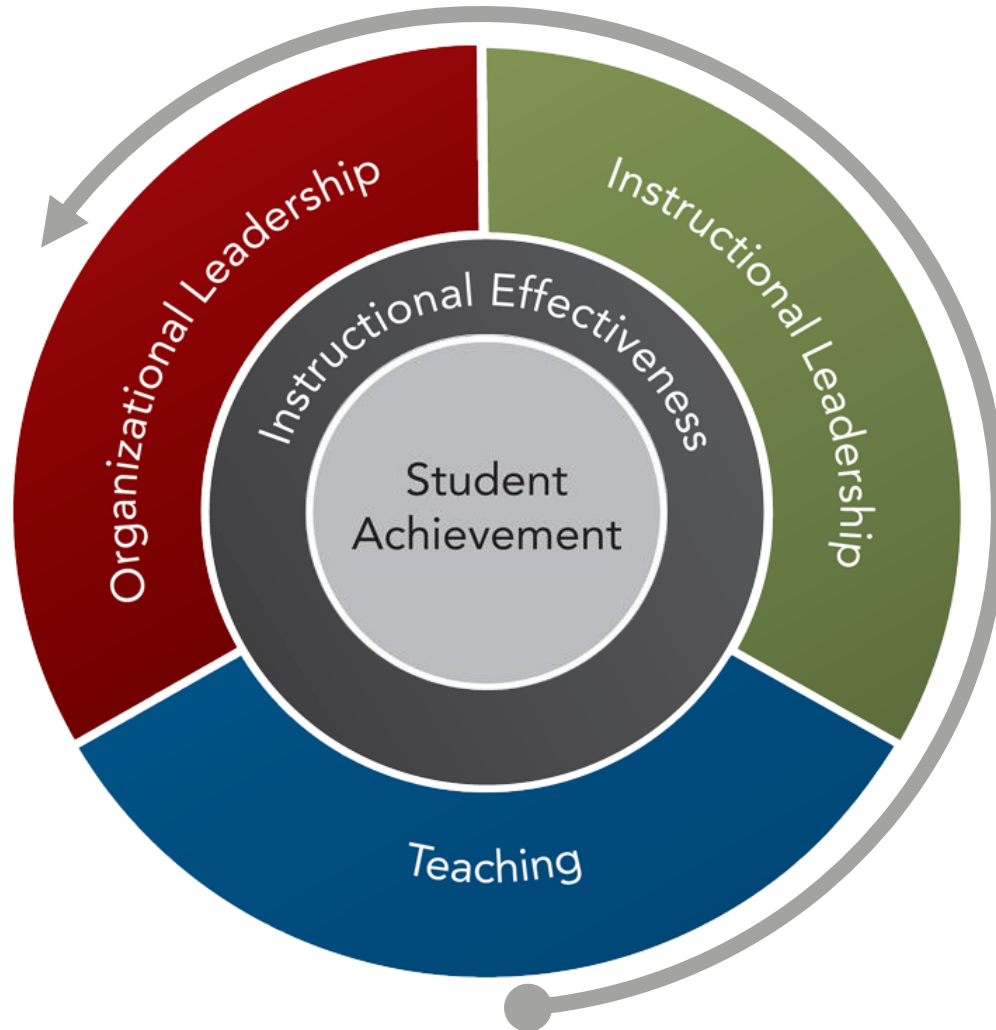 Organizational Leadership
Instructional Leadership
Instructional Effectiveness
Student
Achievement
Teaching